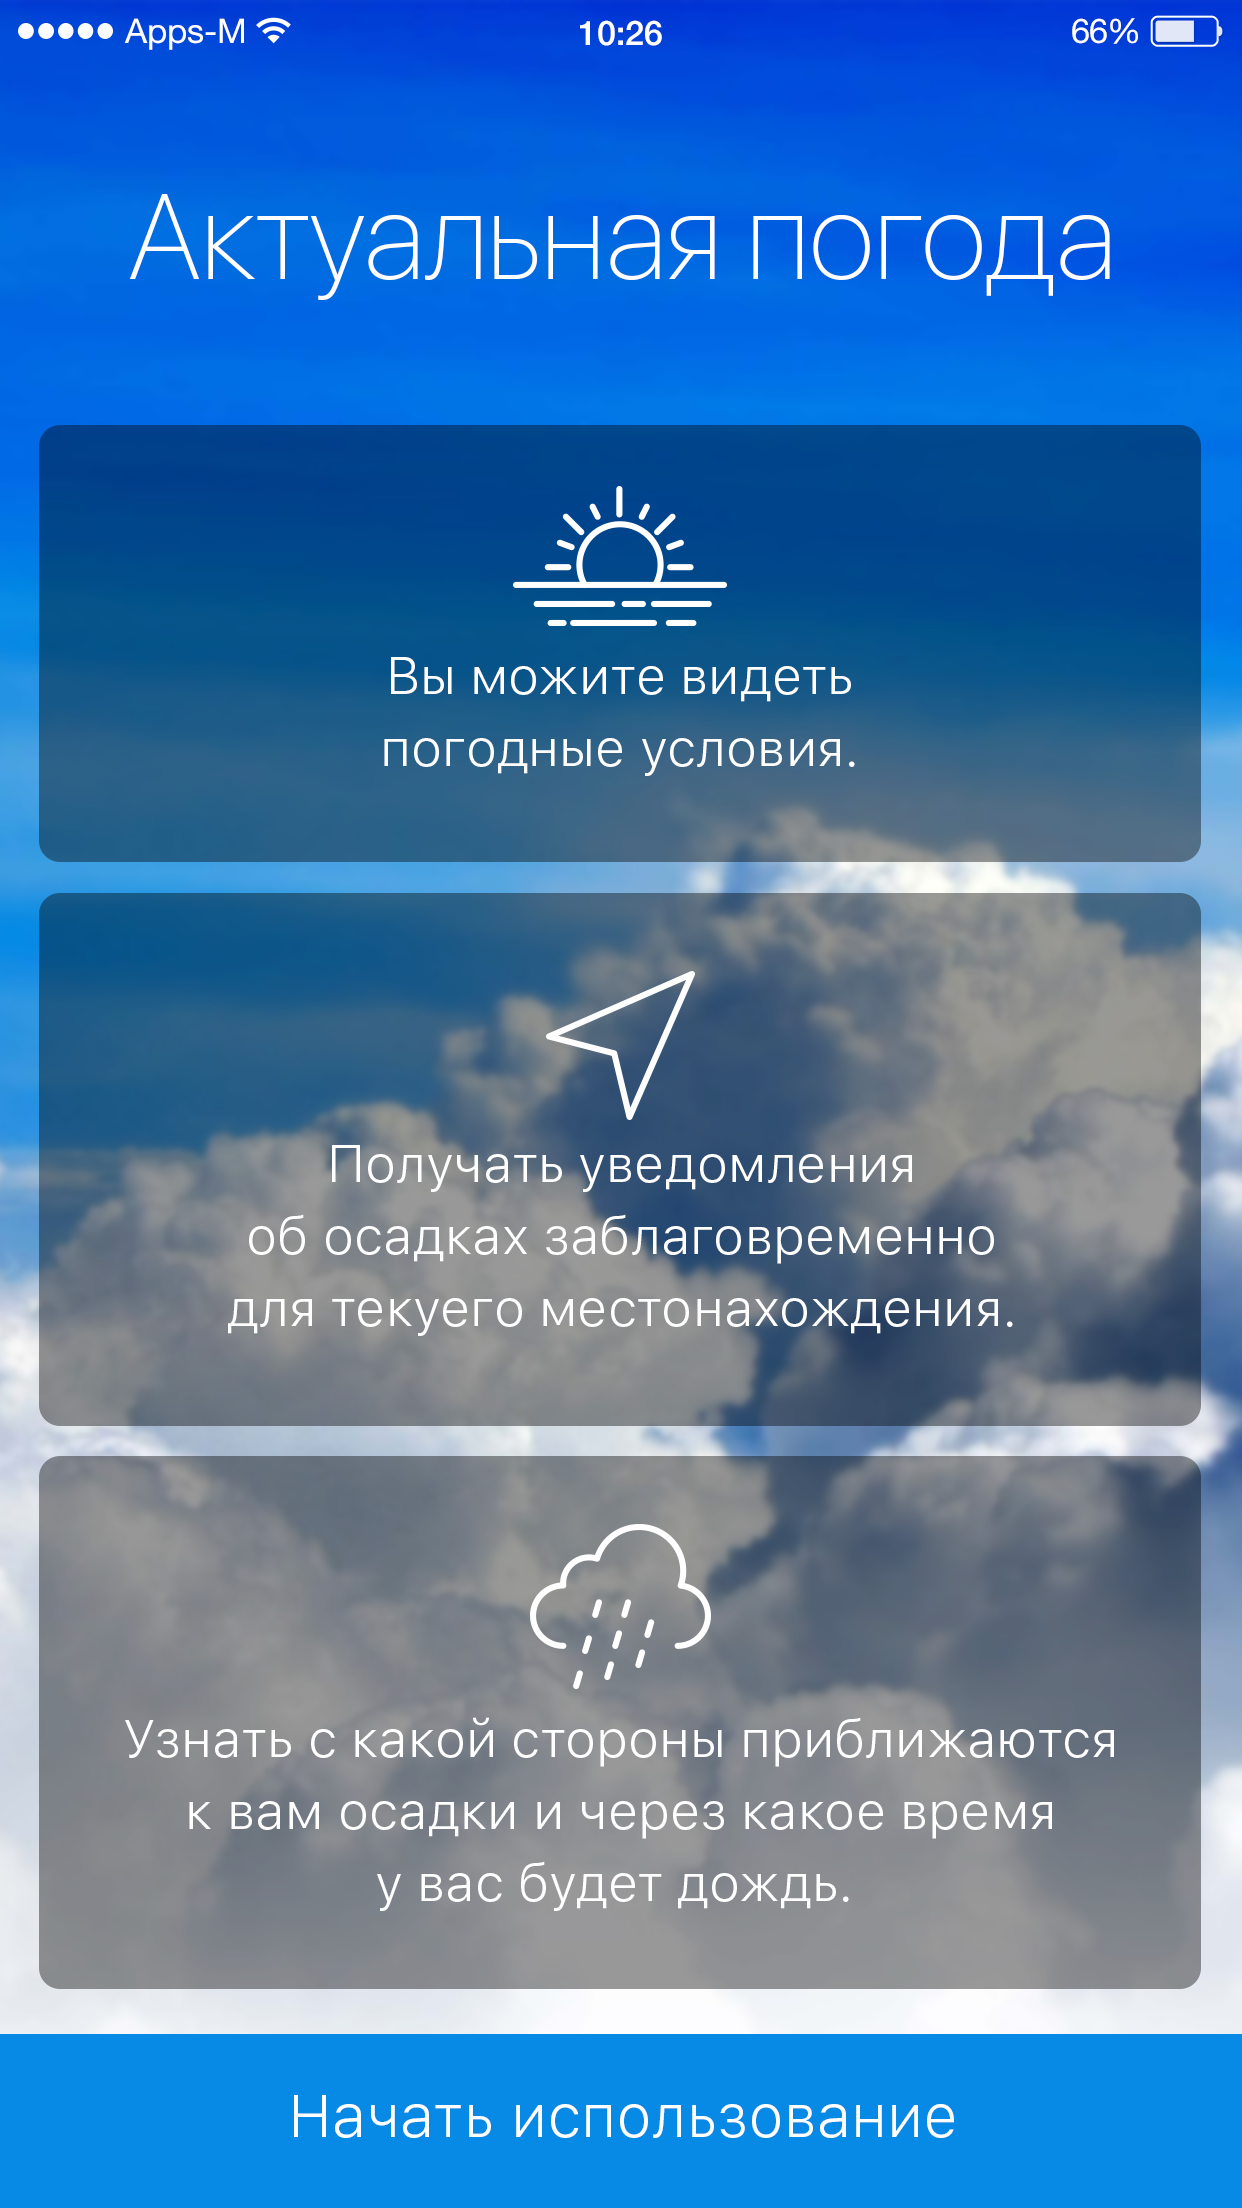 Apps-M 10:26 66%
Актуальная погода
Вы можите видеть
погодные условия.
Получать уведомления
об осадках заблаговременно
для текуего местонахождения.
Узнать с какой стороны приближаются
к вам осадки и через какое время
у вас будет дождь.
Начать использование